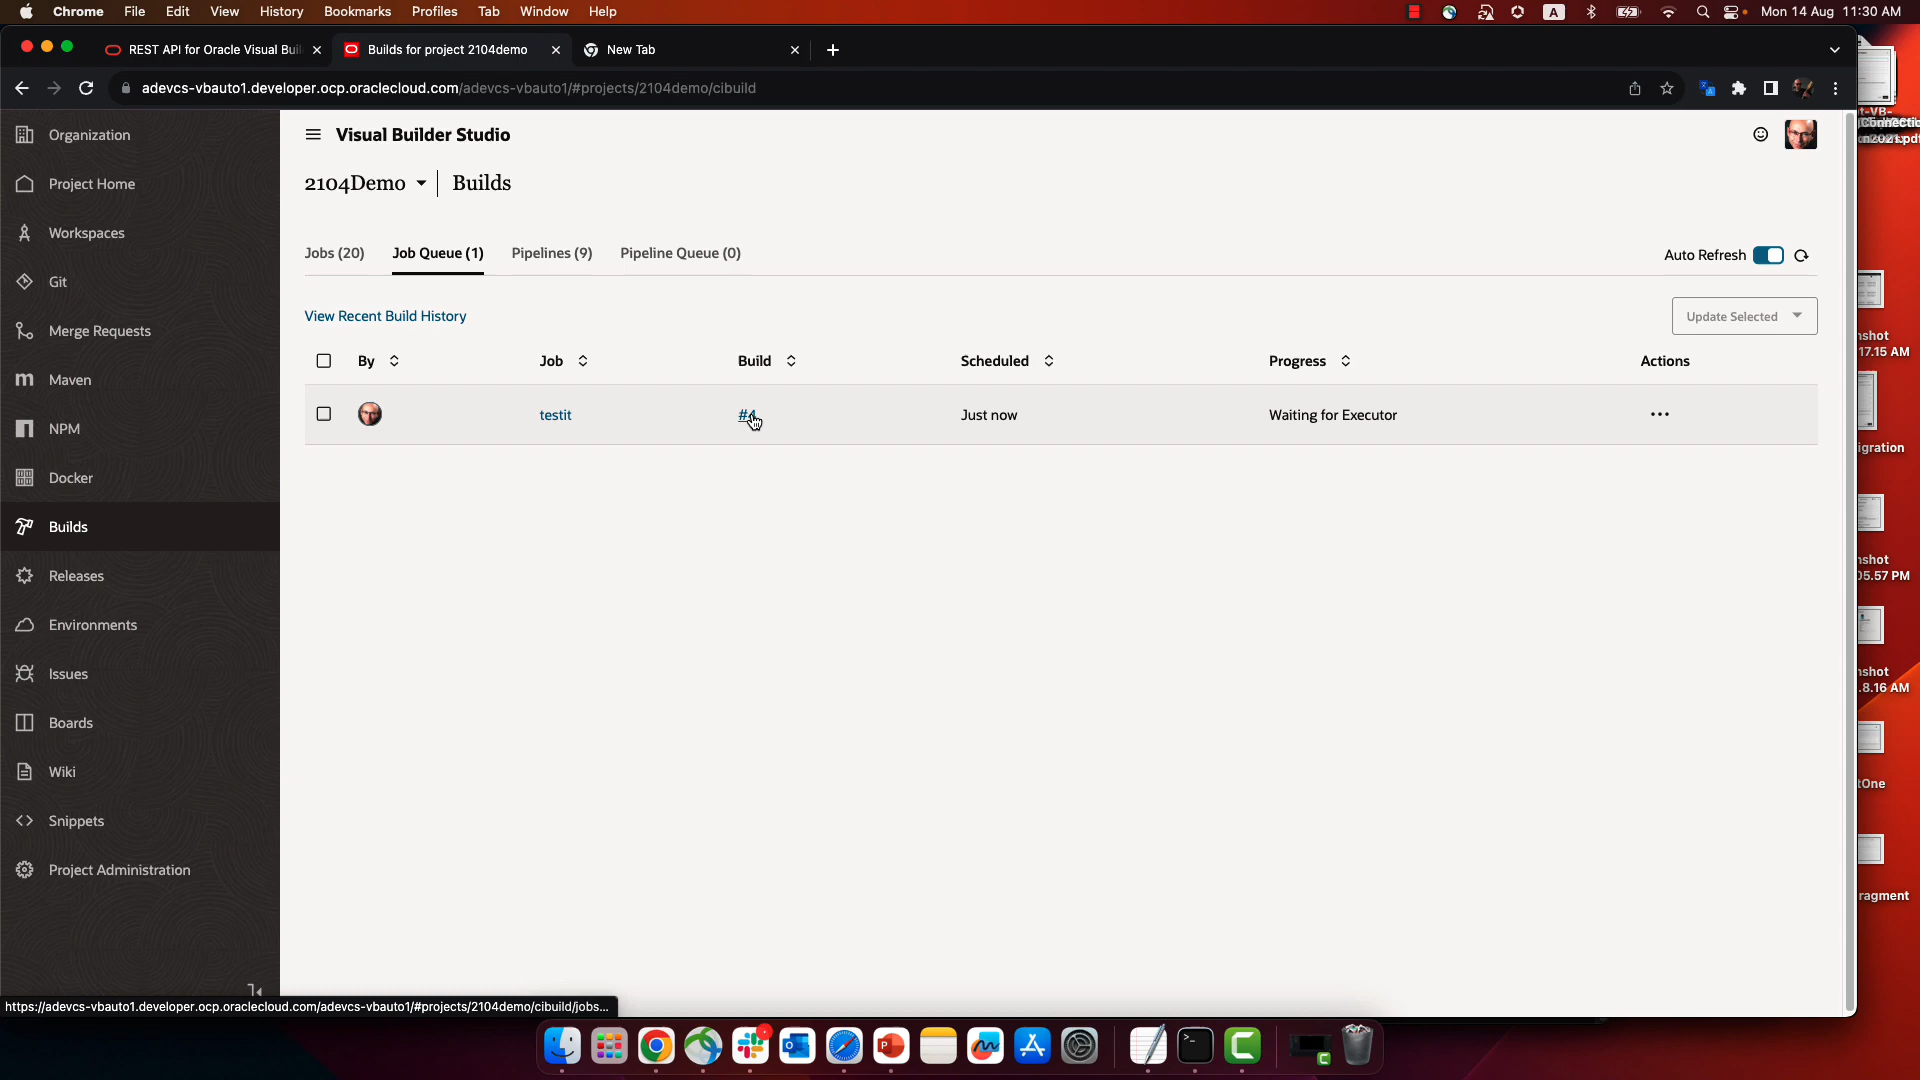 Chrome File Edit View History Bookmarks Profiles Tab Window Help
A
Mon 14 Aug 11:30 AM
REST API for Oracle Visual Buil
Builds for project 2104demo
New Tab
adevcs-vbauto1.developer.ocp.oraclecloud.com/adevcs-vbauto1/#projects/2104demo/cibuild
Organization
Project Home
Workspaces
Git
Merge Requests
Maven
NPM
Docker
Builds
Releases
Environments
Issues
Boards
Wiki
Snippets
Project Administration
Visual Builder Studio
2104Demo
Builds
Jobs (20)
Job Queue (1)
Pipelines (9)
Pipeline Queue (0)
Auto Refresh
View Recent Build History
Update Selected
By
Job
Build
Scheduled
Progress
Actions
testit
#4
Just now
Waiting for Executor
https://adevcs-vbauto1.developer.ocp.oraclecloud.com/adevcs-vbauto1/#projects/2104demo/cibuild/jobs...
t-VB-
nshot
17.15 AM
igration
nshot
05.57 PM
nshot
.8.16 AM
tOne
ragment